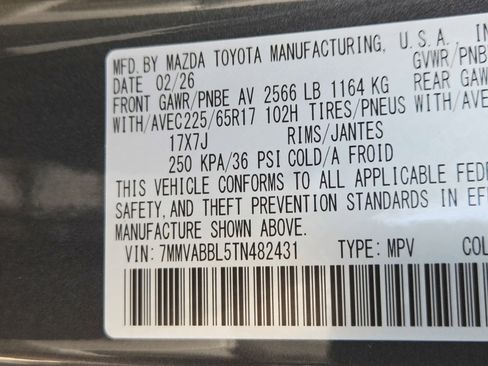 MFD. BY MAZDA TOYOTA MANUFACTURING, U.S.A. IN
DATE 02/26 GVWR/PNBE
FRONT GAWR/PNBE AV 2566 LB 1164 KG REAR GAW
WITH/AVEC225/65R17 102H TIRES/PNEUS WITH/AVE
17X7J RIMS/JANTES
250 KPA/36 PSI COLD/A FROID
THIS VEHICLE CONFORMS TO ALL APPLICABLE FEDE
SAFETY, AND THEFT PREVENTION STANDARDS IN EF
MANUFACTURE SHOWN ABOVE.
VIN: 7MMVABBL5TN482431 TYPE: MPV COL